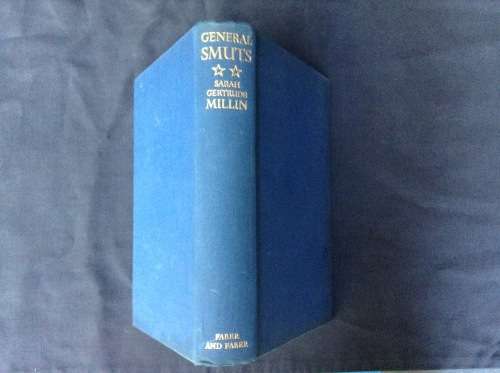 GENERAL
SMUTS
☆ ☆
SARAH
GERTRUDE
MILLIN
FABER
AND FABER